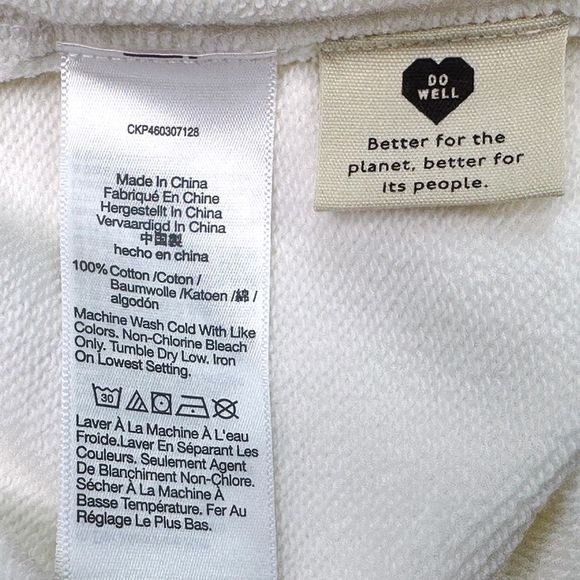 CKP460307128
Made In China
Fabriqué En Chine
Hergestellt In China
Vervaardigd In China
中国製
hecho en china
100% Cotton /Coton /
Baumwolle /Katoen /綿 /
algodón
Machine Wash Cold With Like
Colors. Non-Chlorine Bleach
Only. Tumble Dry Low. Iron
On Lowest Setting.
30
Laver À La Machine À L'eau
Froide.Laver En Séparant Les
Couleurs. Seulement Agent
De Blanchiment Non-Chlore.
Sécher À La Machine À
Basse Température. Fer Au
Réglage Le Plus Bas.
DO
WELL
Better for the
planet, better for
its people.